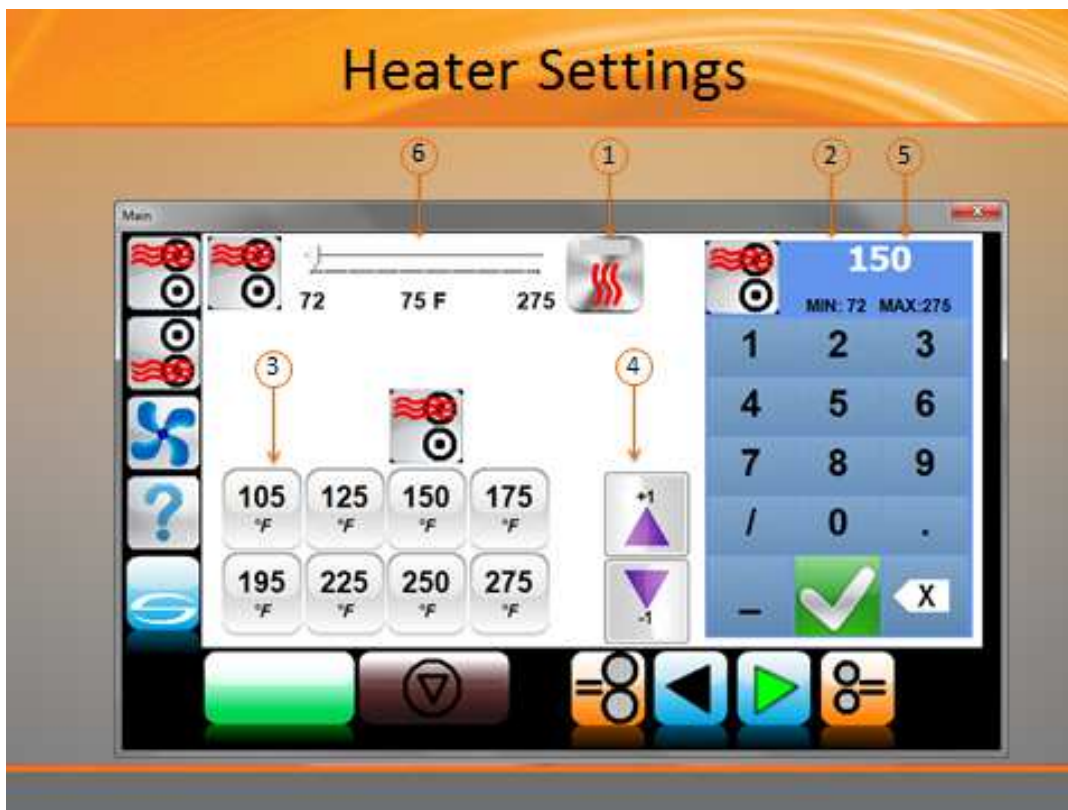 Heater Settings
6 1 2 5
Main
150
72 75 F 275
MIN: 72 MAX:275
1 2 3
3 4
4 5 6
7 8 9
105 °F 125 °F 150 °F 175 °F
+1
/ 0 .
195 °F 225 °F 250 °F 275 °F
-1
– X